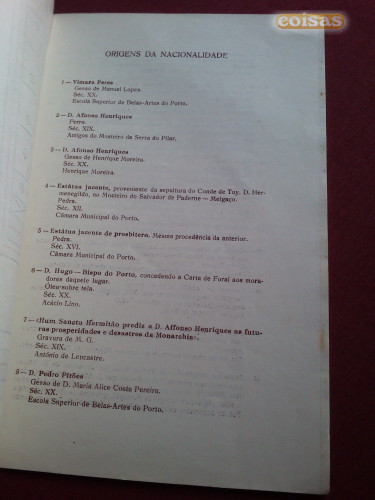 coisas
ORIGENS DA NACIONALIDADE
1 — Vímara Peres
Gesso de Manuel Lopes.
Séc. XX.
Escola Superior de Belas-Artes do Porto.
2 — D. Afonso Henriques
Ferro.
Séc. XIX.
Amigos do Mosteiro da Serra do Pilar.
3 — D. Afonso Henriques
Gesso de Henrique Moreira.
Séc. XX.
Henrique Moreira.
4 — Estátua jacente, proveniente da sepultura do Conde de Tuy, D. Her-
menegildo, no Mosteiro do Salvador de Paderne — Melgaço.
Pedra.
Séc. XII.
Câmara Municipal do Porto.
5 — Estátua jacente de presbítero. Mesma procedência da anterior.
Pedra.
Séc. XVI.
Câmara Municipal do Porto.
6 — D. Hugo — Bispo do Porto, concedendo a Carta de Foral aos mora-
dores daquele lugar.
Óleo sobre tela.
Séc. XX.
Acácio Lino.
7 — «Hum Sancto Hermitão prediz a D. Affonso Henriques as futu-
ras prosperidades e desastres da Monarchia».
Gravura de M. G.
Séc. XIX.
António de Lencastre.
8 — D. Pedro Pitões
Gesso de D. Maria Alice Costa Pereira.
Séc. XX.
Escola Superior de Belas-Artes do Porto.